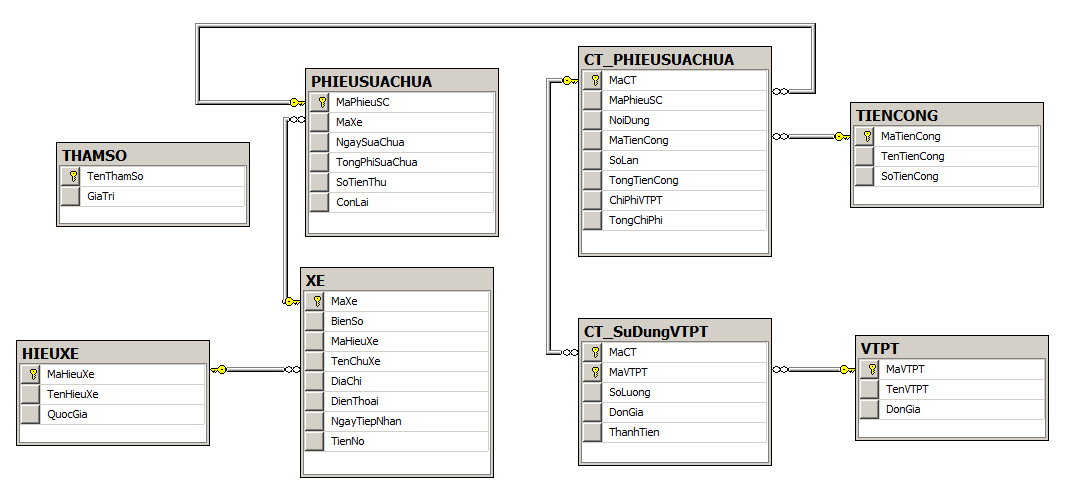 PHIEUSUACHUA
MaPhieuSC
MaXe
NgaySuaChua
TongPhiSuaChua
SoTienThu
ConLai
CT_PHIEUSUACHUA
MaCT
MaPhieuSC
NoiDung
MaTienCong
SoLan
TongTienCong
ChiPhiVTPT
TongChiPhi
TIENCONG
MaTienCong
TenTienCong
SoTienCong
THAMSO
TenThamSo
GiaTri
XE
MaXe
BienSo
MaHieuXe
TenChuXe
DiaChi
DienThoai
NgayTiepNhan
TienNo
HIEUXE
MaHieuXe
TenHieuXe
QuocGia
CT_SuDungVTPT
MaCT
MaVTPT
SoLuong
DonGia
ThanhTien
VTPT
MaVTPT
TenVTPT
DonGia